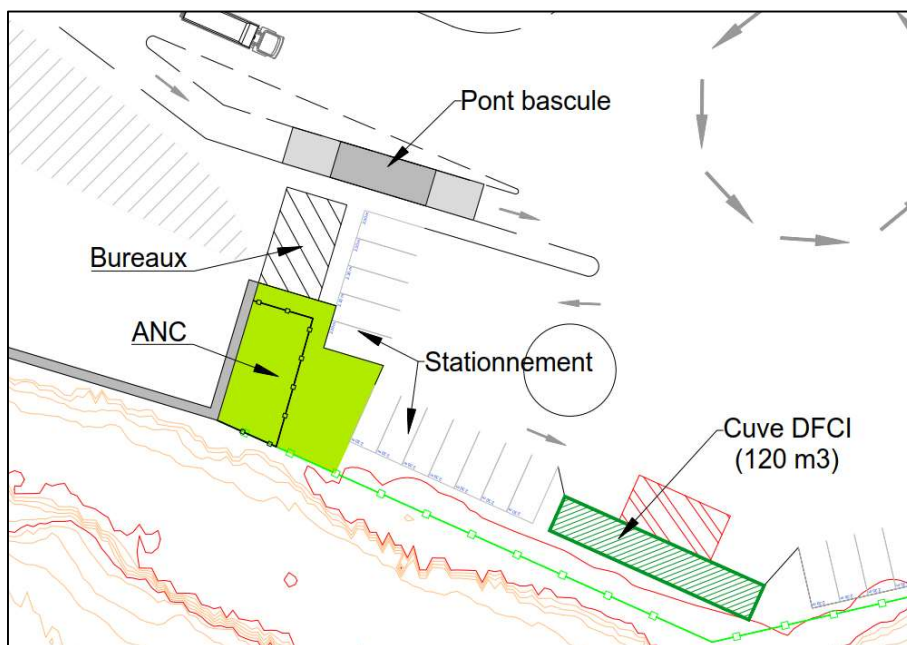 Pont bascule
Bureaux
ANC
Stationnement
Cuve DFCI
(120 m3)